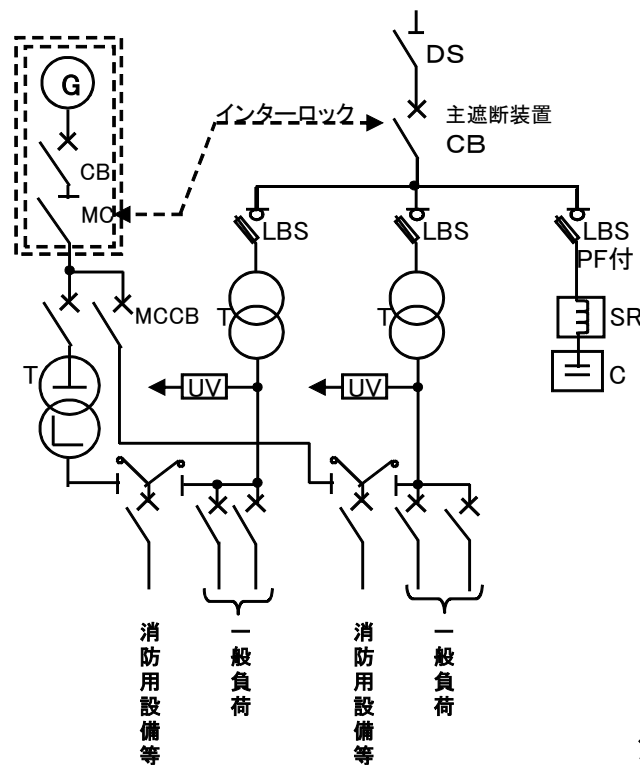 DS
G
インターロック
主遮断装置
CB
CB
MC
LBS
LBS
LBS
PF付
MCCB
T
T
SR
T
C
UV
UV
消防用設備等
一般負荷
消防用設備等
一般負荷